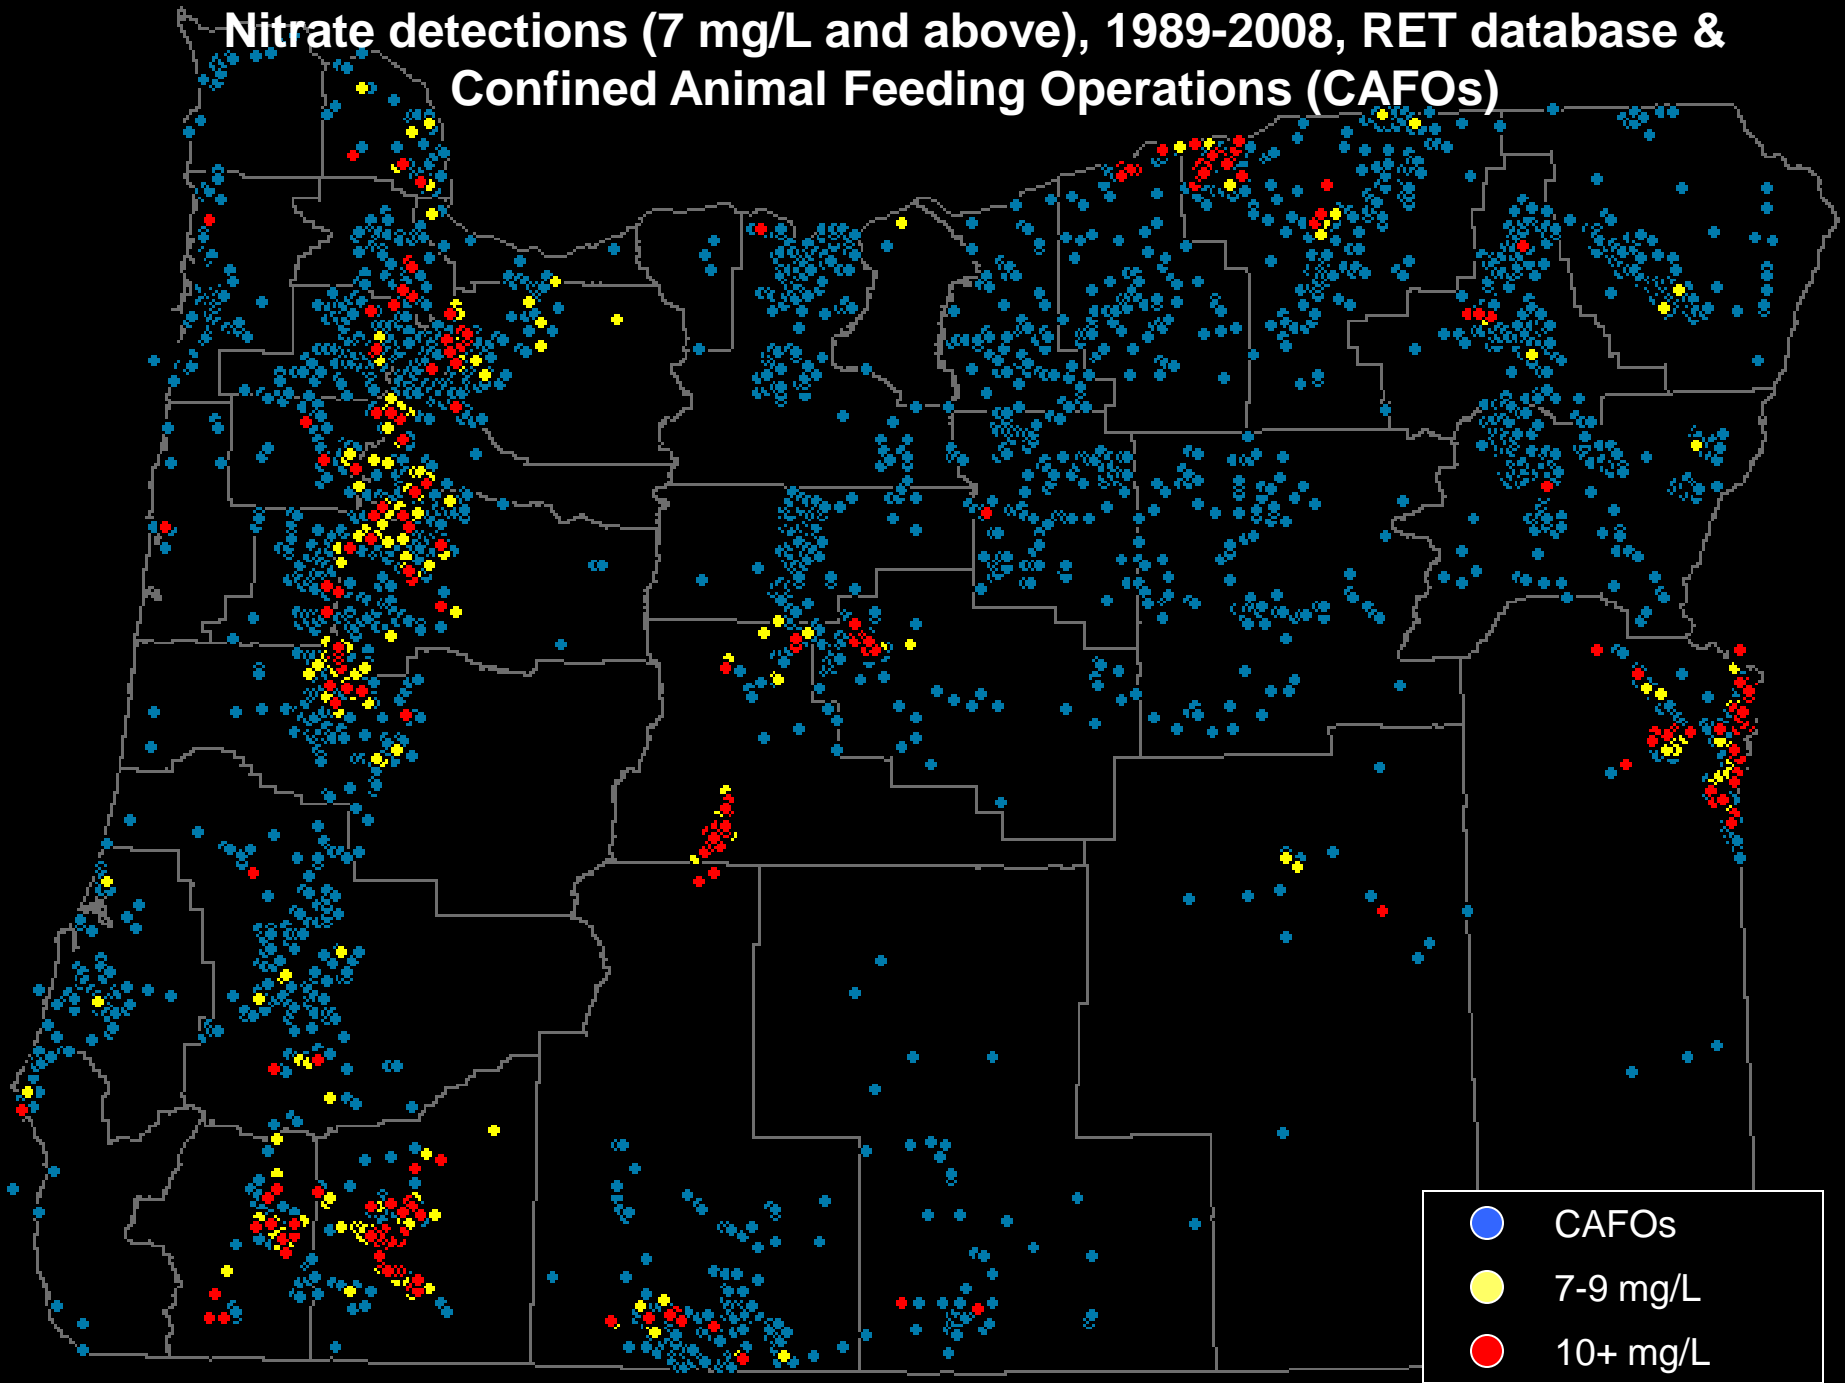 Nitrate detections (7 mg/L and above), 1989-2008, RET database &
Confined Animal Feeding Operations (CAFOs)
CAFOs
7-9 mg/L
10+ mg/L